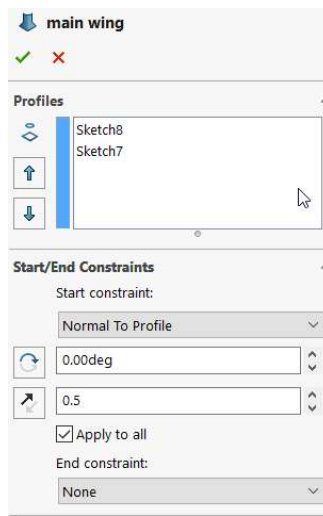 main wing
Profiles
Sketch8
Sketch7
Start/End Constraints
Start constraint:
Normal To Profile
0.00deg
0.5
Apply to all
End constraint:
None